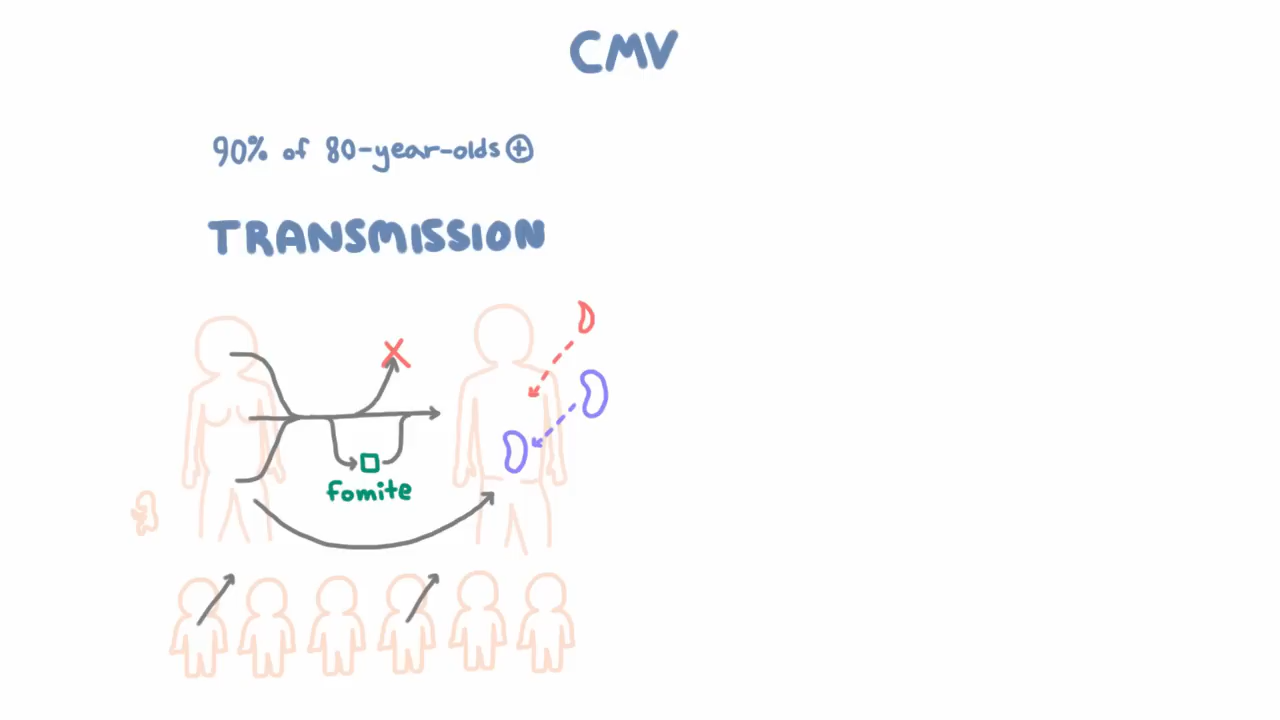 CMV
90% of 80-year-olds ⊕
TRANSMISSION
fomite